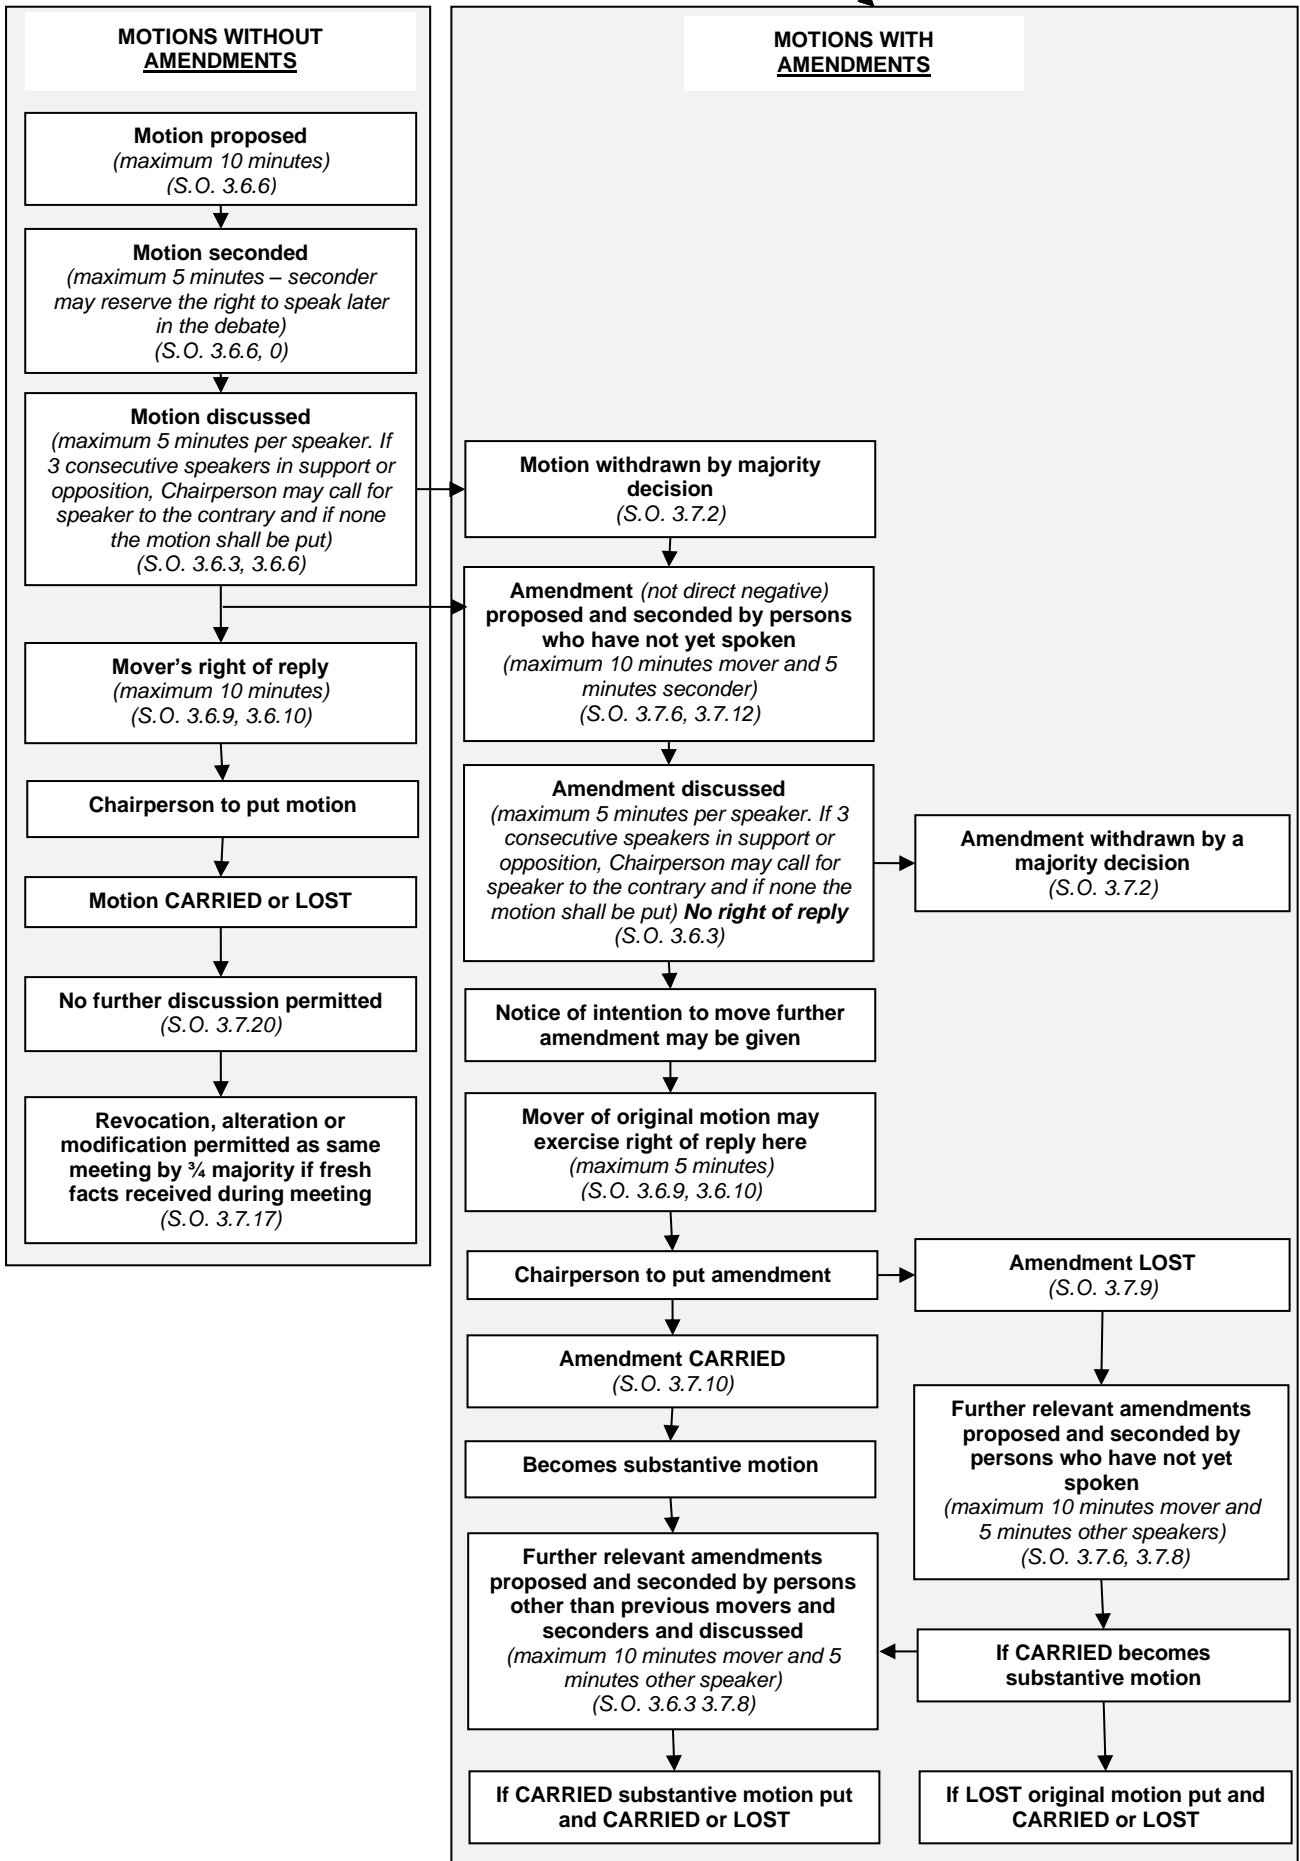 MOTIONS WITHOUT
AMENDMENTS
Motion proposed
(maximum 10 minutes)
(S.O. 3.6.6)
Motion seconded
(maximum 5 minutes – seconder
may reserve the right to speak later
in the debate)
(S.O. 3.6.6, 0)
Motion discussed
(maximum 5 minutes per speaker. If
3 consecutive speakers in support or
opposition, Chairperson may call for
speaker to the contrary and if none
the motion shall be put)
(S.O. 3.6.3, 3.6.6)
Mover's right of reply
(maximum 10 minutes)
(S.O. 3.6.9, 3.6.10)
Chairperson to put motion
Motion CARRIED or LOST
No further discussion permitted
(S.O. 3.7.20)
Revocation, alteration or
modification permitted as same
meeting by ¾ majority if fresh
facts received during meeting
(S.O. 3.7.17)
MOTIONS WITH
AMENDMENTS
Motion withdrawn by majority
decision
(S.O. 3.7.2)
Amendment (not direct negative)
proposed and seconded by persons
who have not yet spoken
(maximum 10 minutes mover and 5
minutes seconder)
(S.O. 3.7.6, 3.7.12)
Amendment discussed
(maximum 5 minutes per speaker. If 3
consecutive speakers in support or
opposition, Chairperson may call for
speaker to the contrary and if none the
motion shall be put) No right of reply
(S.O. 3.6.3)
Amendment withdrawn by a
majority decision
(S.O. 3.7.2)
Notice of intention to move further
amendment may be given
Mover of original motion may
exercise right of reply here
(maximum 5 minutes)
(S.O. 3.6.9, 3.6.10)
Chairperson to put amendment
Amendment LOST
(S.O. 3.7.9)
Amendment CARRIED
(S.O. 3.7.10)
Becomes substantive motion
Further relevant amendments
proposed and seconded by
persons who have not yet
spoken
(maximum 10 minutes mover and
5 minutes other speakers)
(S.O. 3.7.6, 3.7.8)
Further relevant amendments
proposed and seconded by persons
other than previous movers and
seconders and discussed
(maximum 10 minutes mover and 5
minutes other speaker)
(S.O. 3.6.3 3.7.8)
If CARRIED becomes
substantive motion
If CARRIED substantive motion put
and CARRIED or LOST
If LOST original motion put and
CARRIED or LOST